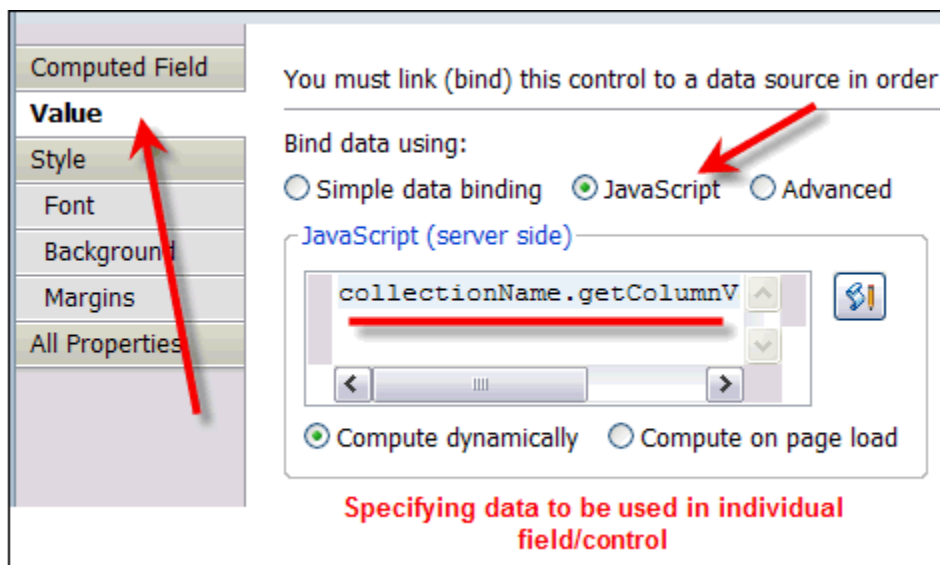 Computed Field
Value
Style
Font
Background
Margins
All Properties
You must link (bind) this control to a data source in order
Bind data using:
Simple data binding JavaScript Advanced
JavaScript (server side)
collectionName.getColumnV
Compute dynamically Compute on page load
Specifying data to be used in individual
field/control